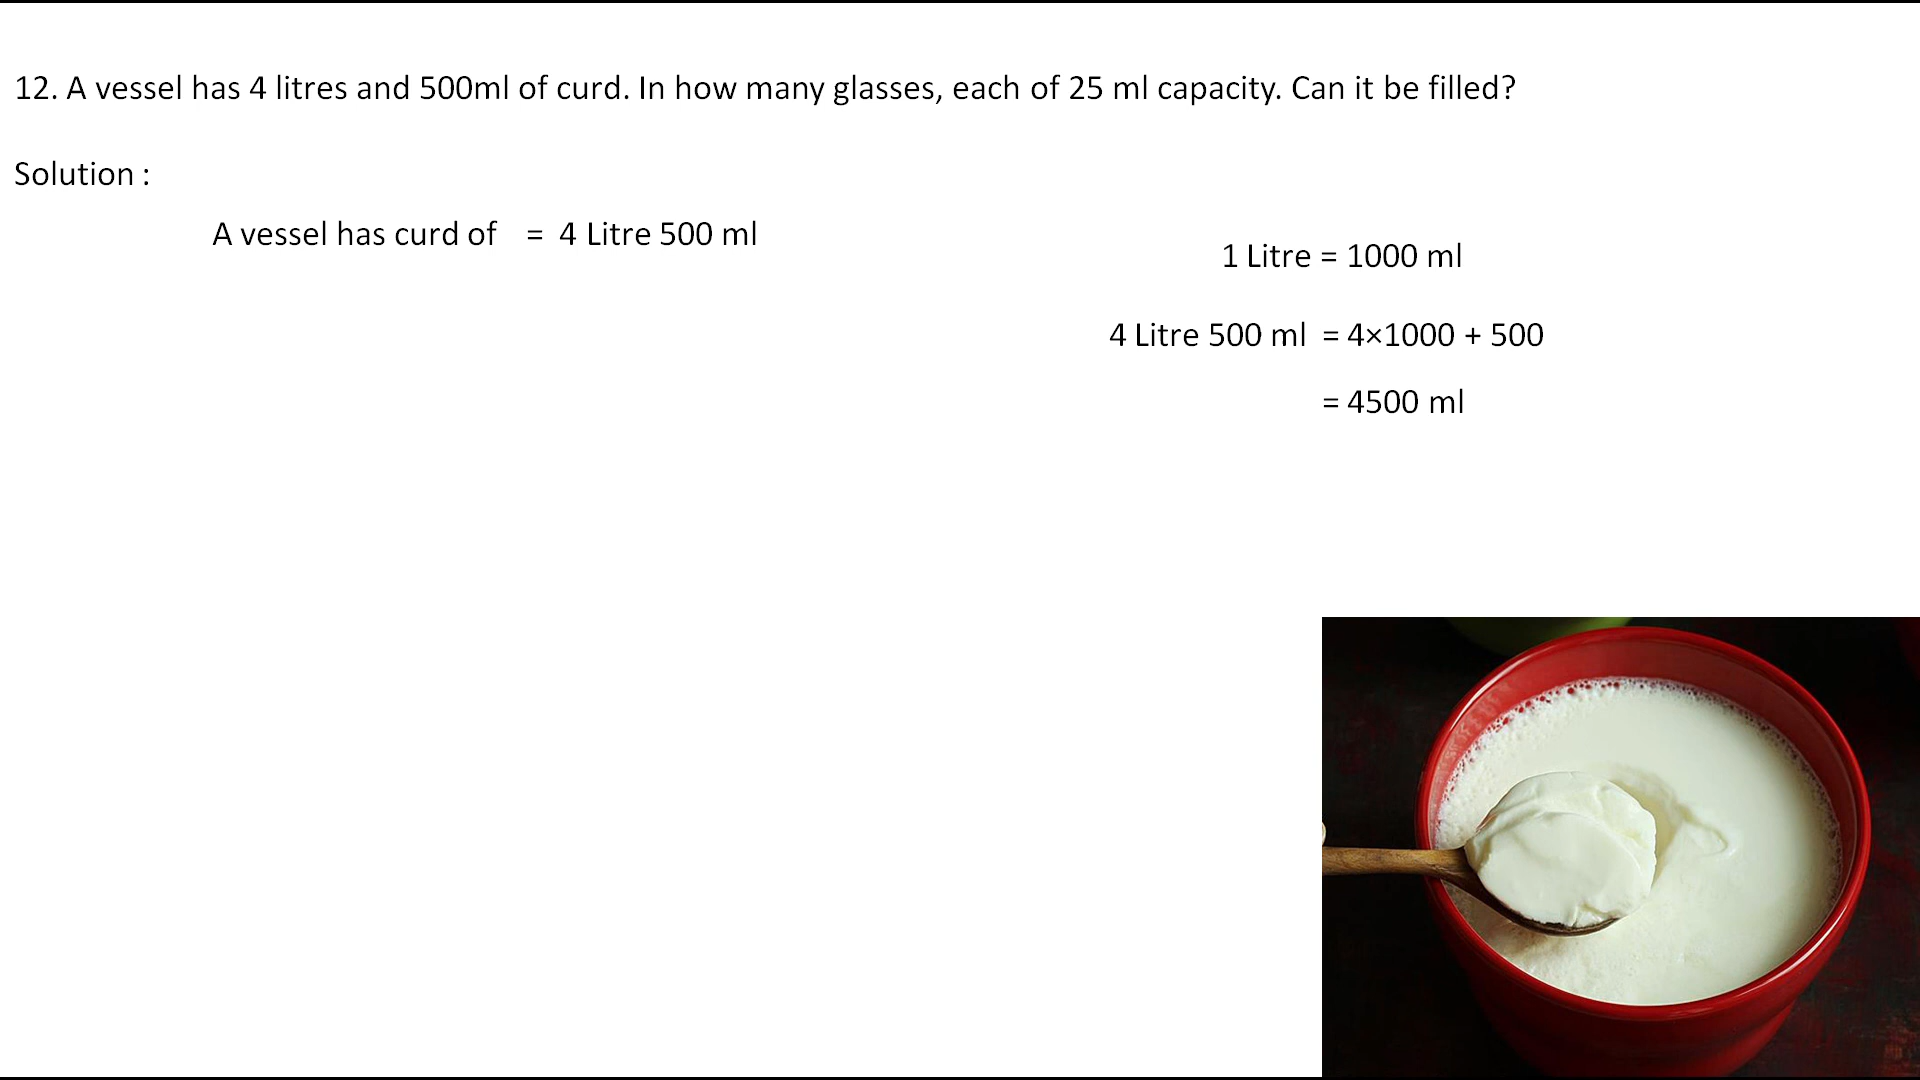 12. A vessel has 4 litres and 500ml of curd. In how many glasses, each of 25 ml capacity. Can it be filled?
Solution :
A vessel has curd of = 4 Litre 500 ml
1 Litre = 1000 ml
4 Litre 500 ml = 4×1000 + 500
= 4500 ml